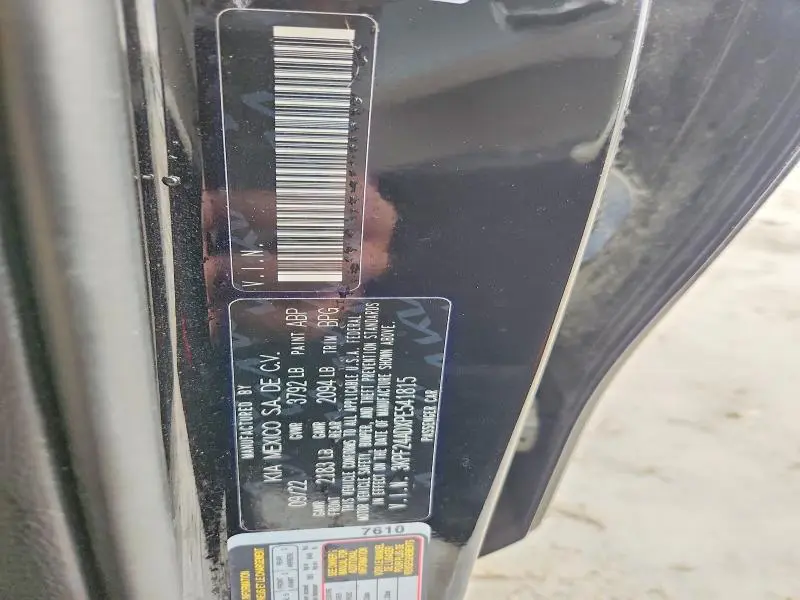 V.I.N.
MANUFACTURED BY
KIA MEXICO SA. DE C.V.
09/22 GVWR 3792 LB PAINT ABP
GAWR FRONT 2183 LB GAWR REAR 2094 LB TRIM BPG
THIS VEHICLE CONFORMS TO ALL APPLICABLE U.S.A. FEDERAL
MOTOR VEHICLE SAFETY, BUMPER, AND THEFT PREVENTION STANDARDS
IN EFFECT ON THE DATE OF MANUFACTURE SHOWN ABOVE.
V.I.N. 3KPF24ADXPE541815
PASSENGER CAR
7610